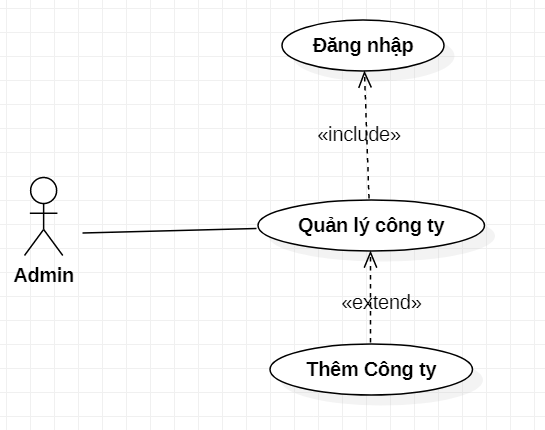 Đăng nhập
«include»
Quản lý công ty
Admin
«extend»
Thêm Công ty